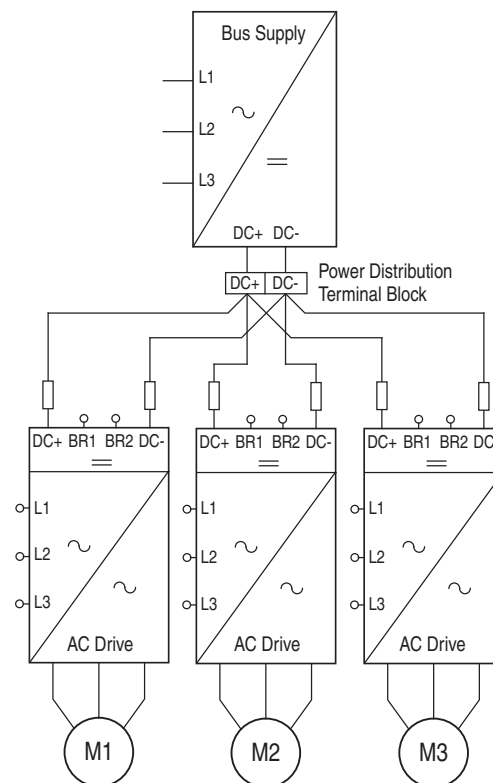 Bus Supply
L1
L2
L3
DC+ DC-
DC+ DC-
Power Distribution
Terminal Block
DC+ BR1 BR2 DC-
DC+ BR1 BR2 DC-
DC+ BR1 BR2 DC
L1
L2
L3
AC Drive
L1
L2
L3
AC Drive
L1
L2
L3
AC Drive
M1
M2
M3